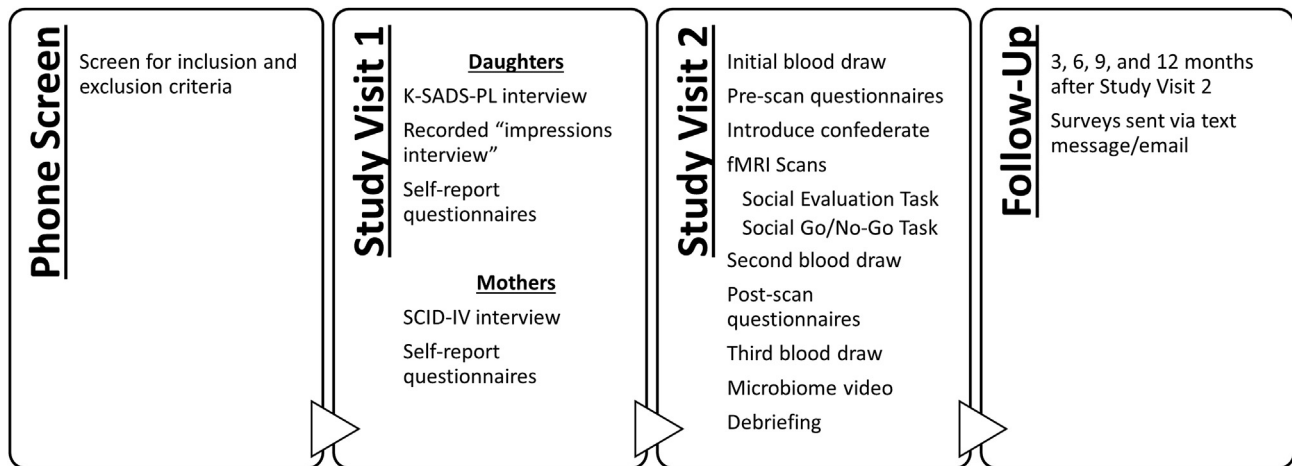 Phone Screen
Screen for inclusion and
exclusion criteria
Study Visit 1
Daughters
K-SADS-PL interview
Recorded “impressions
interview”
Self-report
questionnaires
Mothers
SCID-IV interview
Self-report
questionnaires
Study Visit 2
Initial blood draw
Pre-scan questionnaires
Introduce confederate
fMRI Scans
Social Evaluation Task
Social Go/No-Go Task
Second blood draw
Post-scan
questionnaires
Third blood draw
Microbiome video
Debriefing
Follow-Up
3, 6, 9, and 12 months
after Study Visit 2
Surveys sent via text
message/email